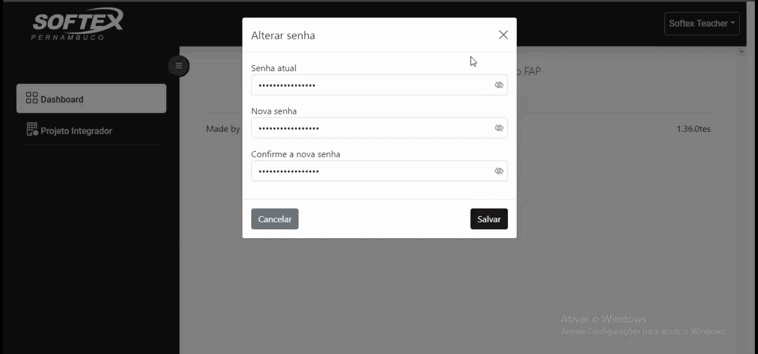 SOFTEX
PERNAMBUCO
Softex Teacher
Alterar senha
Senha atual
••••••••••••••••
Nova senha
•••••••••••••••••
Confirme a nova senha
•••••••••••••••••
Cancelar
Salvar
Dashboard
Projeto Integrador
o FAP
Made by
1.36.0tes
Ativar o Windows
Acesse Configurações para ativar o Windows.